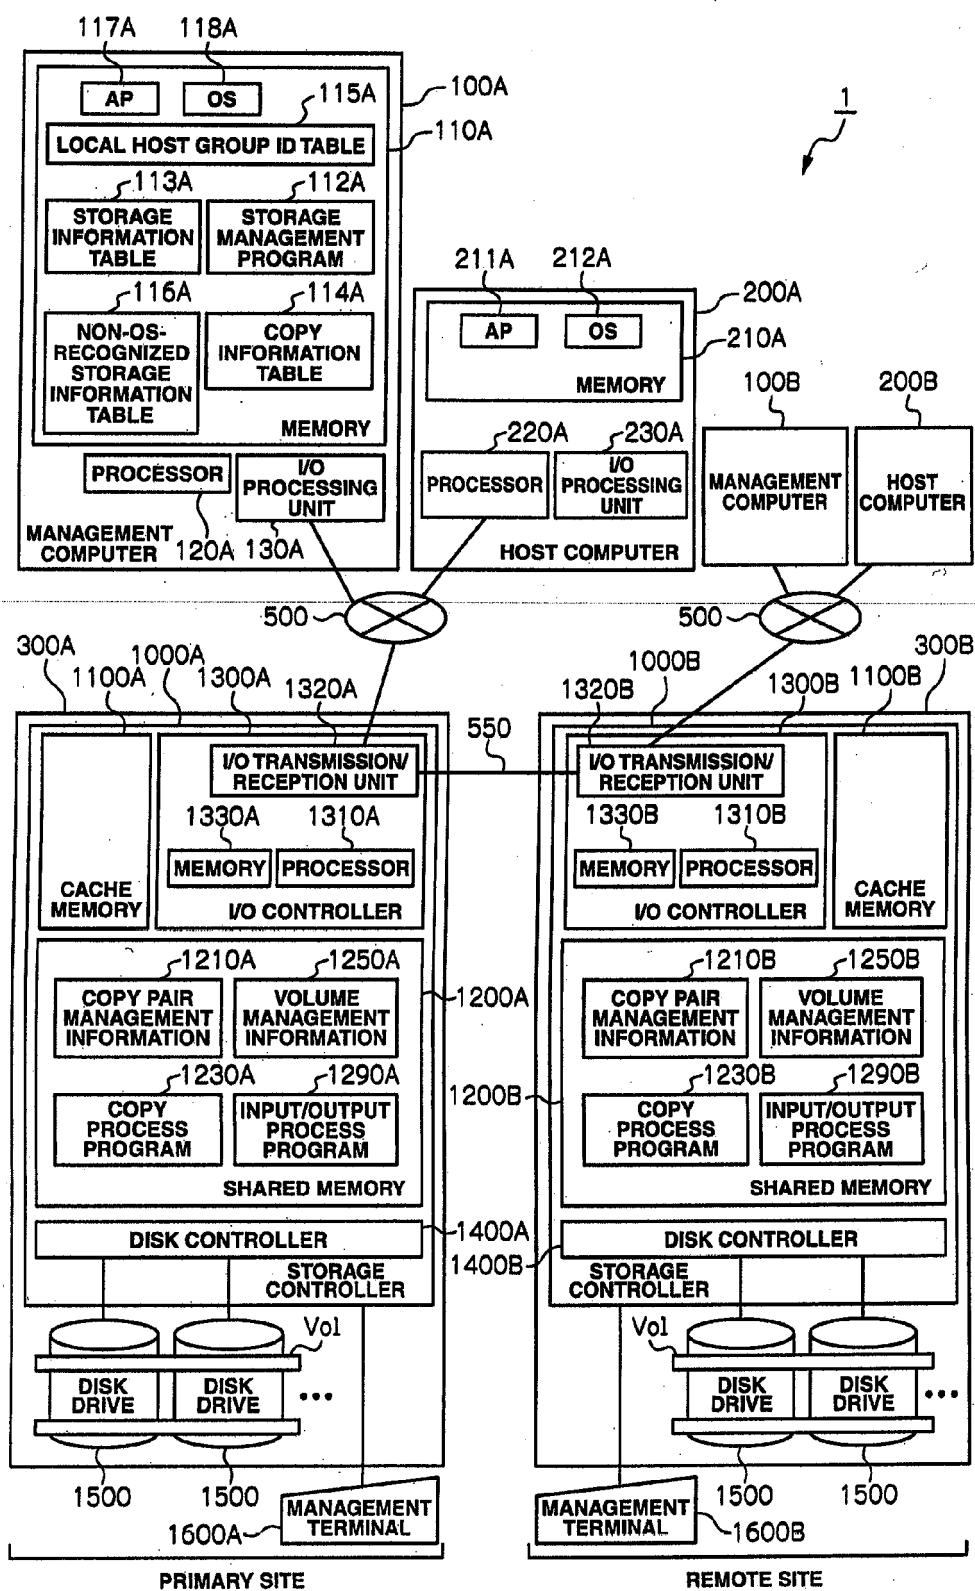 117A 118A
AP OS
115A 100A
LOCAL HOST GROUP ID TABLE 110A
1
113A 112A
STORAGE INFORMATION TABLE
STORAGE MANAGEMENT PROGRAM
116A 114A
NON-OS-RECOGNIZED STORAGE INFORMATION TABLE
COPY INFORMATION TABLE
MEMORY
PROCESSOR
I/O PROCESSING UNIT
MANAGEMENT COMPUTER
120A 130A
211A 212A
200A
AP OS
210A
MEMORY
220A 230A
PROCESSOR
I/O PROCESSING UNIT
HOST COMPUTER
100B 200B
MANAGEMENT COMPUTER
HOST COMPUTER
500 500
300A 1000A
1100A 1300A
1320A
I/O TRANSMISSION/RECEPTION UNIT
550
1330A 1310A
MEMORY PROCESSOR
CACHE MEMORY
I/O CONTROLLER
1210A 1250A
1200A
COPY PAIR MANAGEMENT INFORMATION
VOLUME MANAGEMENT INFORMATION
1230A 1290A
COPY PROCESS PROGRAM
INPUT/OUTPUT PROCESS PROGRAM
SHARED MEMORY
DISK CONTROLLER
1400A
STORAGE CONTROLLER
Vol
DISK DRIVE
DISK DRIVE
...
1500 1500
1600A
MANAGEMENT TERMINAL
PRIMARY SITE
1000B 300B
1320B 1300B 1100B
I/O TRANSMISSION/RECEPTION UNIT
1330B 1310B
MEMORY PROCESSOR
I/O CONTROLLER
CACHE MEMORY
1210B 1250B
COPY PAIR MANAGEMENT INFORMATION
VOLUME MANAGEMENT INFORMATION
1200B
1230B 1290B
COPY PROCESS PROGRAM
INPUT/OUTPUT PROCESS PROGRAM
SHARED MEMORY
DISK CONTROLLER
1400B
STORAGE CONTROLLER
Vol
DISK DRIVE
DISK DRIVE
...
1500 1500
MANAGEMENT TERMINAL
1600B
REMOTE SITE